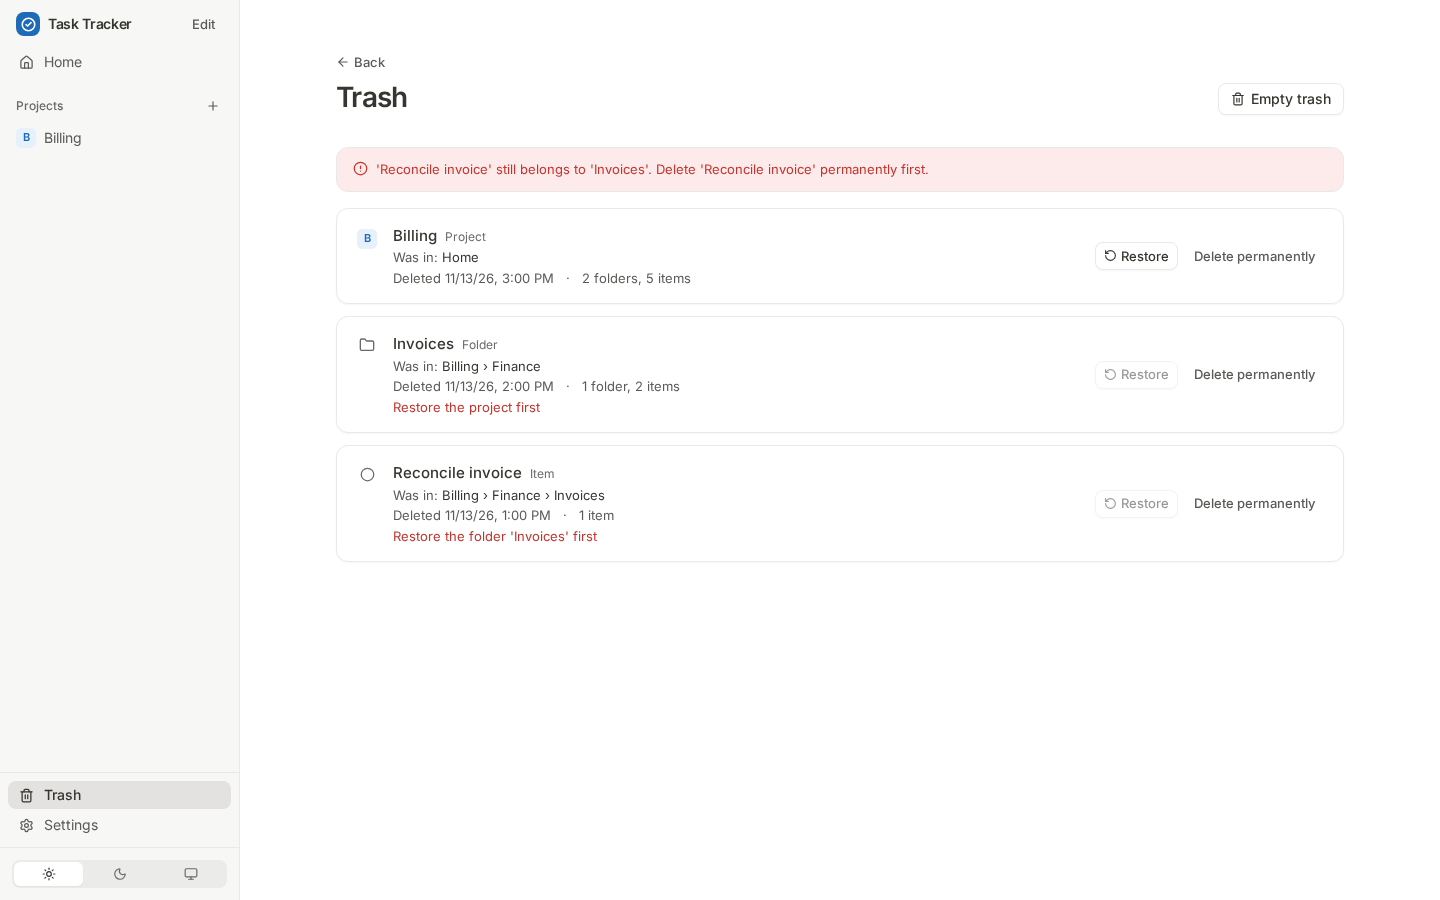 Task Tracker
Edit
Home
Projects
B
Billing
Trash
Settings
Back
Trash
Empty trash
'Reconcile invoice' still belongs to 'Invoices'. Delete 'Reconcile invoice' permanently first.
B
Billing Project
Was in: Home
Deleted 11/13/26, 3:00 PM · 2 folders, 5 items
Restore
Delete permanently
Invoices Folder
Was in: Billing › Finance
Deleted 11/13/26, 2:00 PM · 1 folder, 2 items
Restore the project first
Restore
Delete permanently
Reconcile invoice Item
Was in: Billing › Finance › Invoices
Deleted 11/13/26, 1:00 PM · 1 item
Restore the folder 'Invoices' first
Restore
Delete permanently